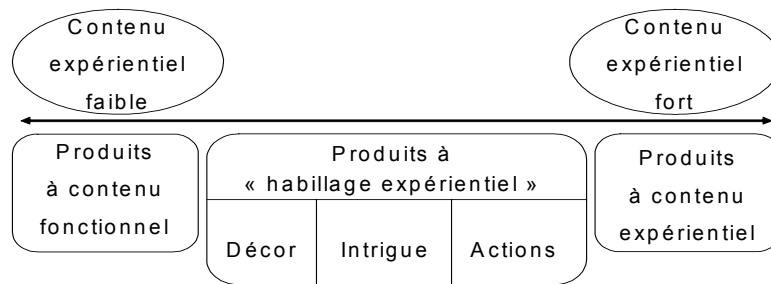 Contenu
expérientiel
faible
Contenu
expérientiel
fort
Produits
à contenu
fonctionnel
Produits à
« habillage expérientiel »
Décor
Intrigue
Actions
Produits
à contenu
expérientiel